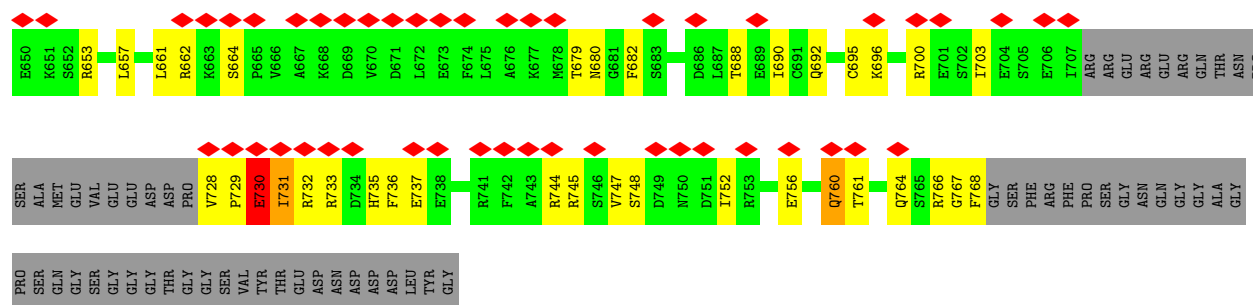 E650 K651 S652 R653 L657 L661 R662 K663 S664 P665 V666 A667 K668 D669 V670 D671 L672 E673 F674 L675 A676 K677 M678 T679 N680 G681 F682 S683 D686 L687 T688 E689 I690 C691 Q692 C695 K696 R700 E701 S702 I703 E704 S705 E706 I707 ARG ARG GLU ARG GLU ARG GLN THR ASN
SER ALA MET GLU VAL GLU GLU ASP ASP PRO V728 P729 E730 I731 R732 R733 D734 H735 F736 E737 E738 R741 F742 A743 R744 R745 S746 V747 S748 D749 N750 D751 I752 R753 E756 Q760 T761 Q764 S765 R766 G767 F768 GLY SER PHE ARG PHE PRO SER GLY ASN GLN GLY GLY ALA GLY
PRO SER GLN GLY SER GLY GLY GLY THR GLY GLY SER VAL TYR THR GLU ASP ASN ASP ASP ASP LEU TYR GLY